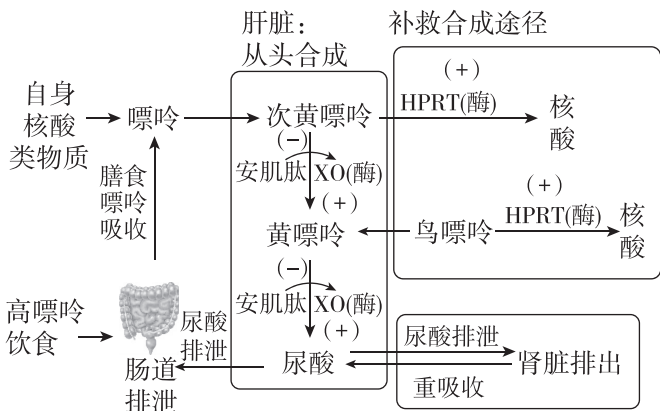 肝脏：
从头合成
补救合成途径
自身
核酸
类物质
嘌呤
次黄嘌呤
(+)
HPRT(酶)
核
酸
(−)
安肌肽 XO(酶)
(+)
膳食
嘌呤
吸收
黄嘌呤
鸟嘌呤
(+)
HPRT(酶)
核
酸
(−)
安肌肽 XO(酶)
(+)
高嘌呤
饮食
肠道
排泄
尿酸
排泄
尿酸
尿酸排泄
重吸收
肾脏排出